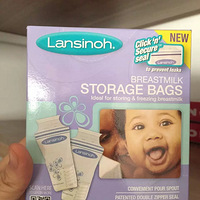 Lansinoh®
Click 'n'
Secure
seal
NEW
to prevent leaks
BREASTMILK
STORAGE BAGS
Ideal for storing & freezing breastmilk
CONVENIENT POUR SPOUT
PATENTED DOUBLE ZIPPER SEAL